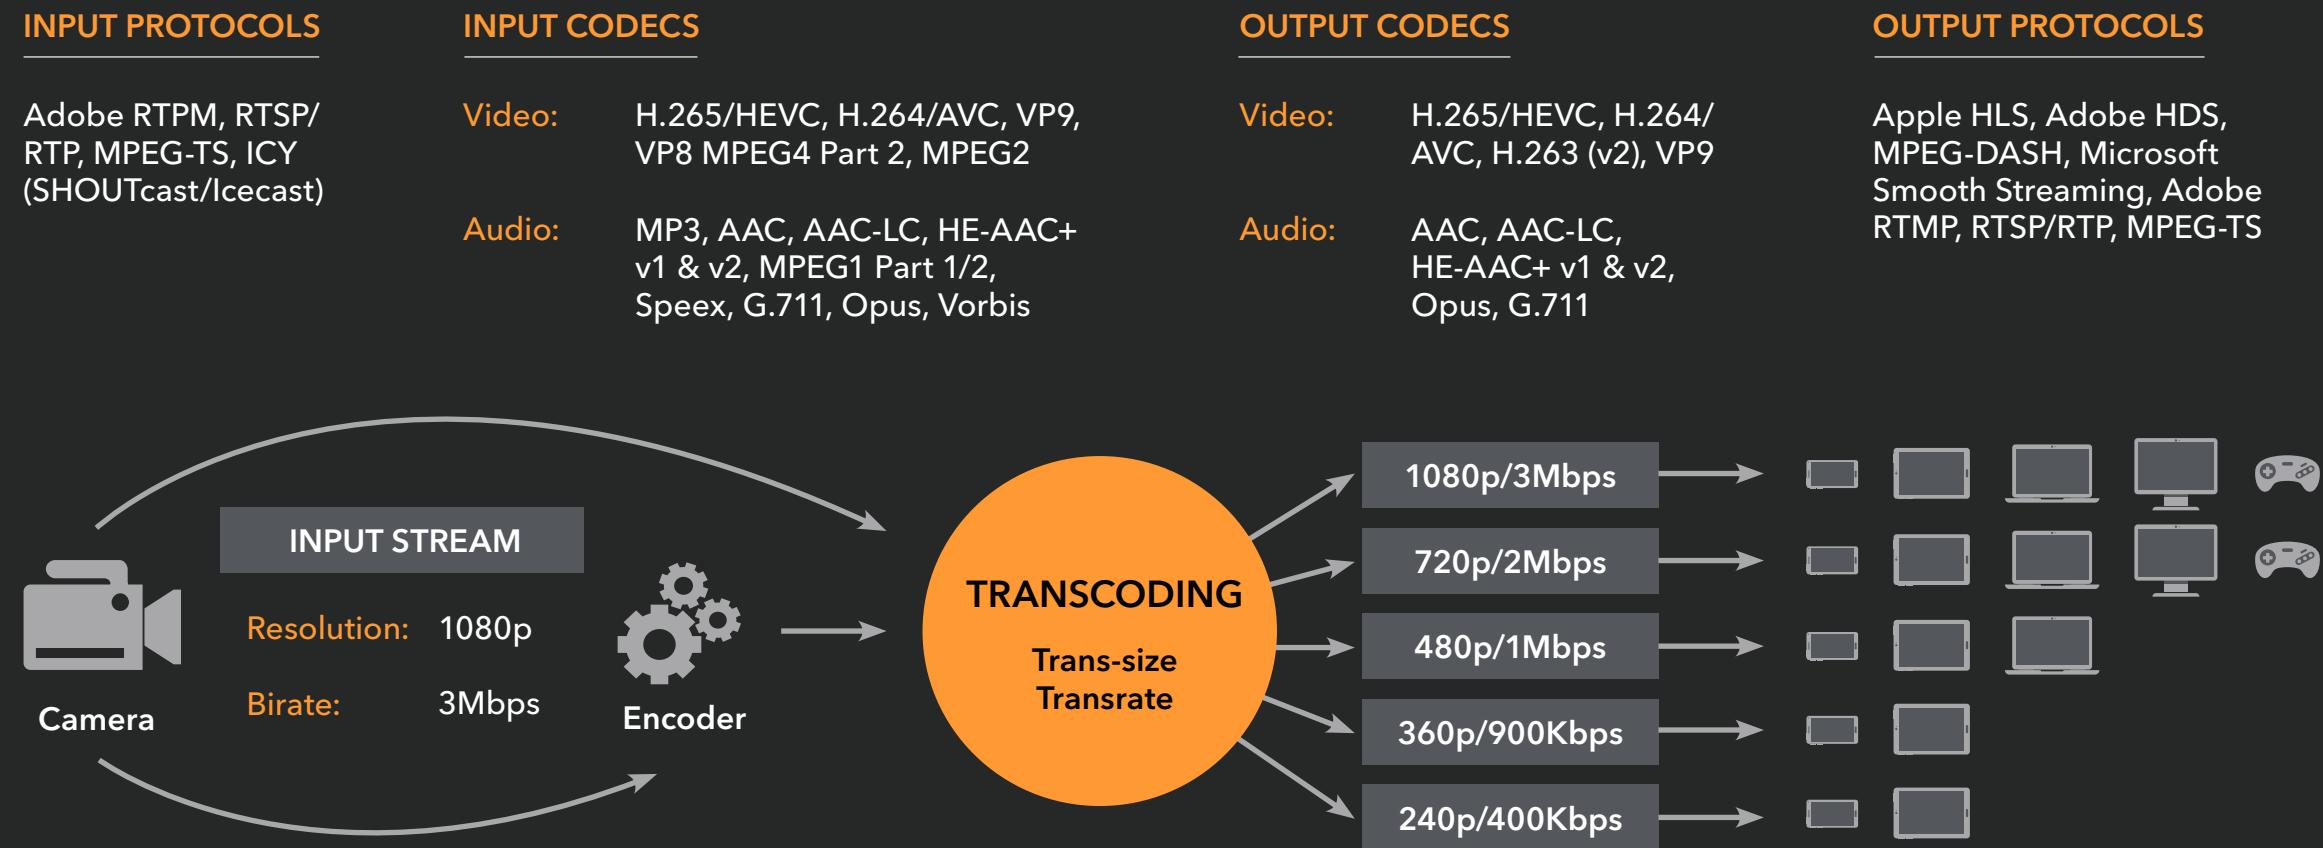 INPUT PROTOCOLS
Adobe RTPM, RTSP/
RTP, MPEG-TS, ICY
(SHOUTcast/Icecast)
INPUT CODECS
Video: H.265/HEVC, H.264/AVC, VP9,
VP8 MPEG4 Part 2, MPEG2
Audio: MP3, AAC, AAC-LC, HE-AAC+
v1 & v2, MPEG1 Part 1/2,
Speex, G.711, Opus, Vorbis
OUTPUT CODECS
Video: H.265/HEVC, H.264/
AVC, H.263 (v2), VP9
Audio: AAC, AAC-LC,
HE-AAC+ v1 & v2,
Opus, G.711
OUTPUT PROTOCOLS
Apple HLS, Adobe HDS,
MPEG-DASH, Microsoft
Smooth Streaming, Adobe
RTMP, RTSP/RTP, MPEG-TS
Camera
INPUT STREAM
Resolution: 1080p
Birate: 3Mbps
Encoder
TRANSCODING
Trans-size
Transrate
1080p/3Mbps
720p/2Mbps
480p/1Mbps
360p/900Kbps
240p/400Kbps